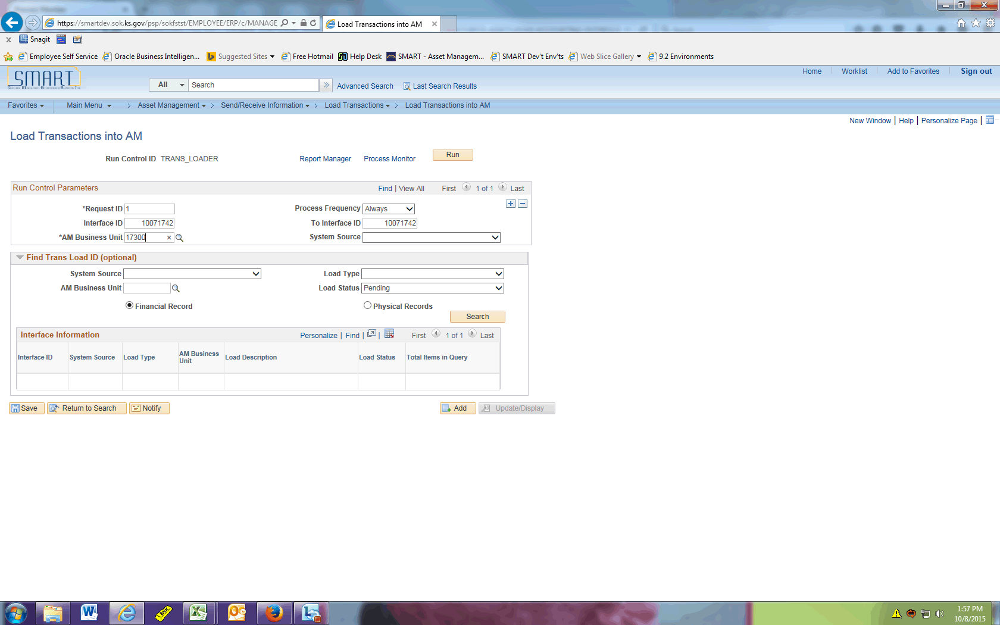 https://smartdev.sok.ks.gov/psp/sokfstst/EMPLOYEE/ERP/c/MANAGE
Load Transactions into AM
Snagit
Employee Self Service Oracle Business Intelligen... Suggested Sites Free Hotmail Help Desk SMART - Asset Managem... SMART Dev't Env'ts Web Slice Gallery 9.2 Environments
SMART
Home Worklist Add to Favorites Sign out
All Search >> Advanced Search Last Search Results
Favorites Main Menu > Asset Management > Send/Receive Information > Load Transactions > Load Transactions into AM
New Window | Help | Personalize Page |
Load Transactions into AM
Run Control ID TRANS_LOADER Report Manager Process Monitor Run
Run Control Parameters Find | View All First 1 of 1 Last
*Request ID 1 Process Frequency Always
Interface ID 10071742 To Interface ID 10071742
*AM Business Unit 17300 × System Source
Find Trans Load ID (optional)
System Source Load Type
AM Business Unit Load Status Pending
Financial Record Physical Records
Search
Interface Information Personalize | Find | | First 1 of 1 Last
Interface ID System Source Load Type AM Business Unit Load Description Load Status Total Items in Query
Save Return to Search Notify Add Update/Display
1:57 PM
10/8/2015